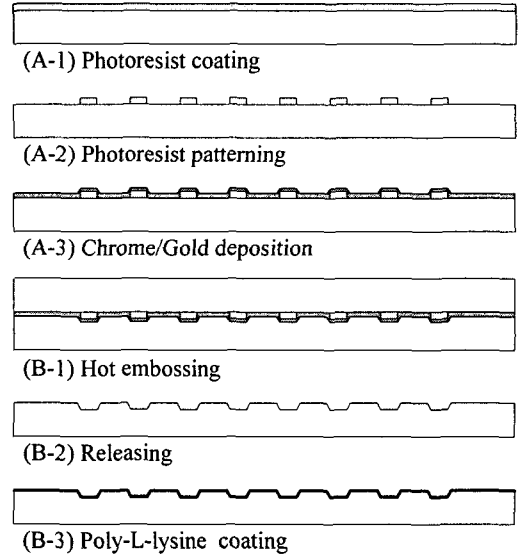 (A-1) Photoresist coating
(A-2) Photoresist patterning
(A-3) Chrome/Gold deposition
(B-1) Hot embossing
(B-2) Releasing
(B-3) Poly-L-lysine coating